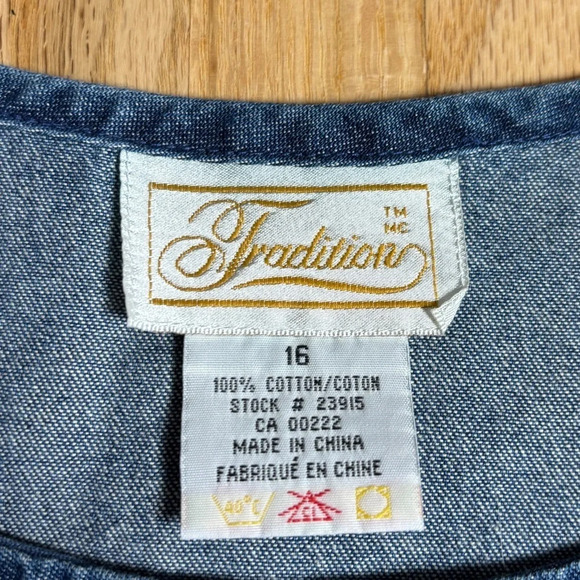 Tradition
TM
MC
16
100% COTTON/COTON
STOCK # 23915
CA 00222
MADE IN CHINA
FABRIQUÉ EN CHINE
40°C CL